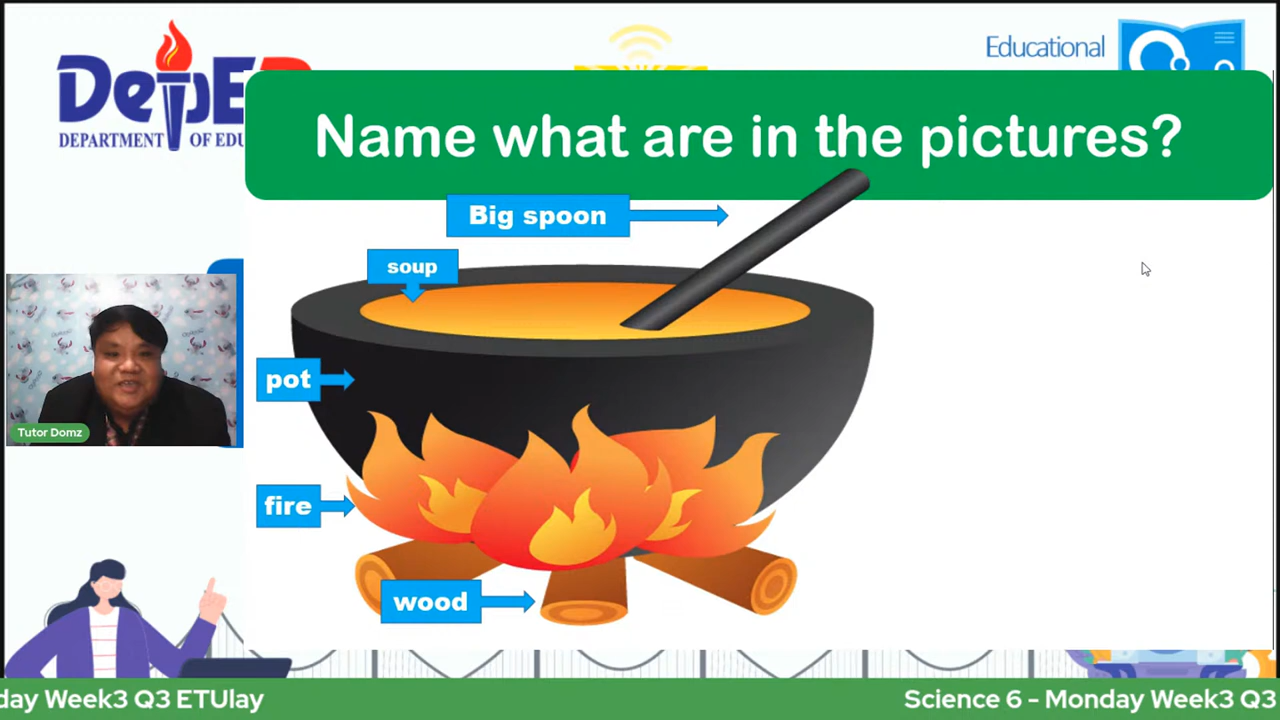 DepE
DEPARTMENT OF EDU
Educational
Name what are in the pictures?
Big spoon
soup
pot
fire
wood
Tutor Domz
day Week3 Q3 ETUlay
Science 6 - Monday Week3 Q3